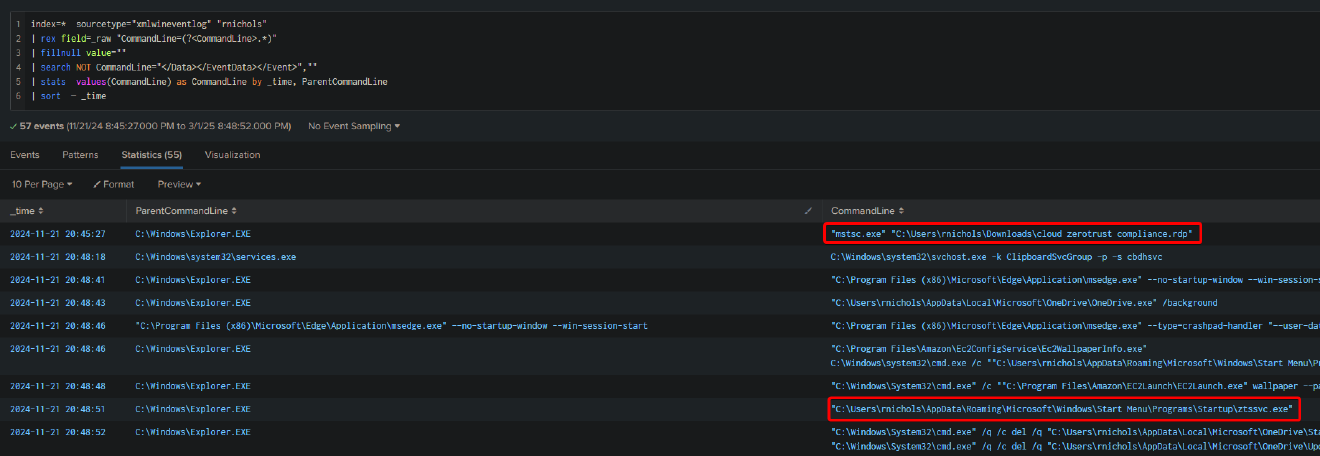 1 index=* sourcetype="xmlwineventlog" "rnichols"
2 | rex field=_raw "CommandLine=(?<CommandLine>.*)"
3 | fillnull value=""
4 | search NOT CommandLine="</Data></EventData></Event>",""
5 | stats values(CommandLine) as CommandLine by _time, ParentCommandLine
6 | sort - _time
✓ 57 events (11/21/24 8:45:27.000 PM to 3/1/25 8:48:52.000 PM) No Event Sampling
Events Patterns Statistics (55) Visualization
10 Per Page Format Preview
_time ParentCommandLine CommandLine
2024-11-21 20:45:27 C:\Windows\Explorer.EXE "mstsc.exe" "C:\Users\rnichols\Downloads\cloud zerotrust compliance.rdp"
2024-11-21 20:48:18 C:\Windows\system32\services.exe C:\Windows\system32\svchost.exe -k ClipboardSvcGroup -p -s cbdhsvc
2024-11-21 20:48:41 C:\Windows\Explorer.EXE "C:\Program Files (x86)\Microsoft\Edge\Application\msedge.exe" --no-startup-window --win-session-s
2024-11-21 20:48:43 C:\Windows\Explorer.EXE "C:\Users\rnichols\AppData\Local\Microsoft\OneDrive\OneDrive.exe" /background
2024-11-21 20:48:46 "C:\Program Files (x86)\Microsoft\Edge\Application\msedge.exe" --no-startup-window --win-session-start "C:\Program Files (x86)\Microsoft\Edge\Application\msedge.exe" --type=crashpad-handler "--user-dat
2024-11-21 20:48:46 C:\Windows\Explorer.EXE "C:\Program Files\Amazon\Ec2ConfigService\Ec2WallpaperInfo.exe"
C:\Windows\system32\cmd.exe /c ""C:\Users\rnichols\AppData\Roaming\Microsoft\Windows\Start Menu\Pr
2024-11-21 20:48:48 C:\Windows\Explorer.EXE "C:\Windows\System32\cmd.exe" /c ""C:\Program Files\Amazon\EC2Launch\EC2Launch.exe" wallpaper --pa
2024-11-21 20:48:51 C:\Windows\Explorer.EXE "C:\Users\rnichols\AppData\Roaming\Microsoft\Windows\Start Menu\Programs\Startup\ztssvc.exe"
2024-11-21 20:48:52 C:\Windows\Explorer.EXE "C:\Windows\System32\cmd.exe" /q /c del /q "C:\Users\rnichols\AppData\Local\Microsoft\OneDrive\Sta
"C:\Windows\System32\cmd.exe" /q /c del /q "C:\Users\rnichols\AppData\Local\Microsoft\OneDrive\Upd